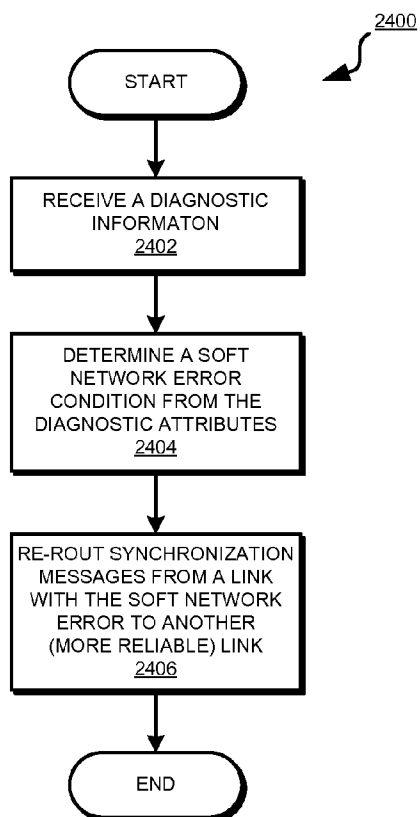 2400
START
RECEIVE A DIAGNOSTIC
INFORMATON
2402
DETERMINE A SOFT
NETWORK ERROR
CONDITION FROM THE
DIAGNOSTIC ATTRIBUTES
2404
RE-ROUT SYNCHRONIZATION
MESSAGES FROM A LINK
WITH THE SOFT NETWORK
ERROR TO ANOTHER
(MORE RELIABLE) LINK
2406
END